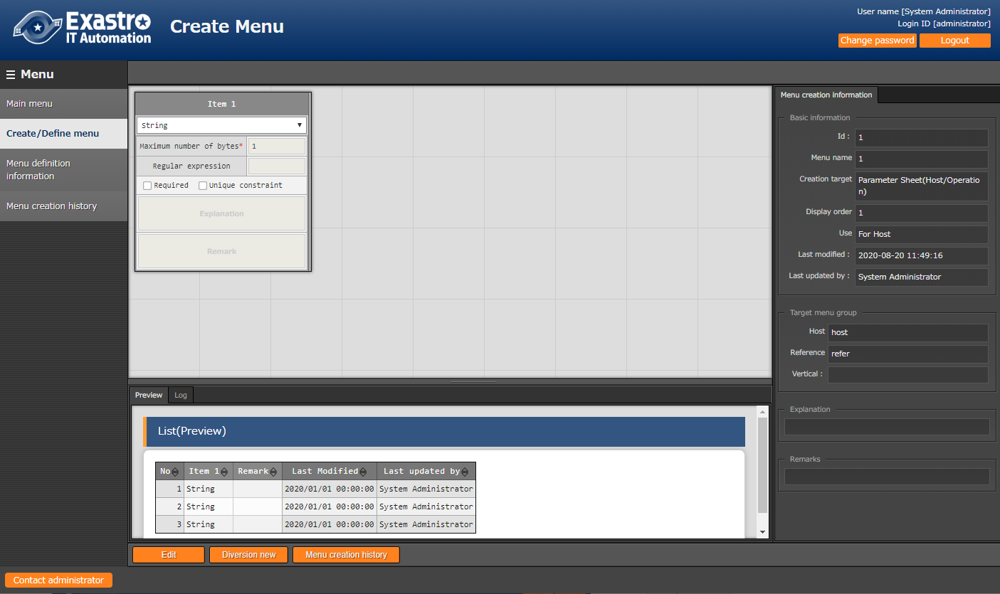 Exastro
IT Automation
Create Menu
User name [System Administrator]
Login ID [administrator]
Change password
Logout
Menu
Main menu
Create/Define menu
Menu definition
information
Menu creation history
Item 1
String
Maximum number of bytes* 1
Regular expression
Required Unique constraint
Explanation
Remark
Preview Log
List(Preview)
No Item 1 Remark Last Modified Last updated by
1 String 2020/01/01 00:00:00 System Administrator
2 String 2020/01/01 00:00:00 System Administrator
3 String 2020/01/01 00:00:00 System Administrator
Edit Diversion new Menu creation history
Menu creation information
Basic information
Id : 1
Menu name 1
Creation target Parameter Sheet(Host/Operatio
n)
Display order 1
Use For Host
Last modified : 2020-08-20 11:49:16
Last updated by : System Administrator
Target menu group
Host host
Reference refer
Vertical :
Explanation
Remarks
Contact administrator